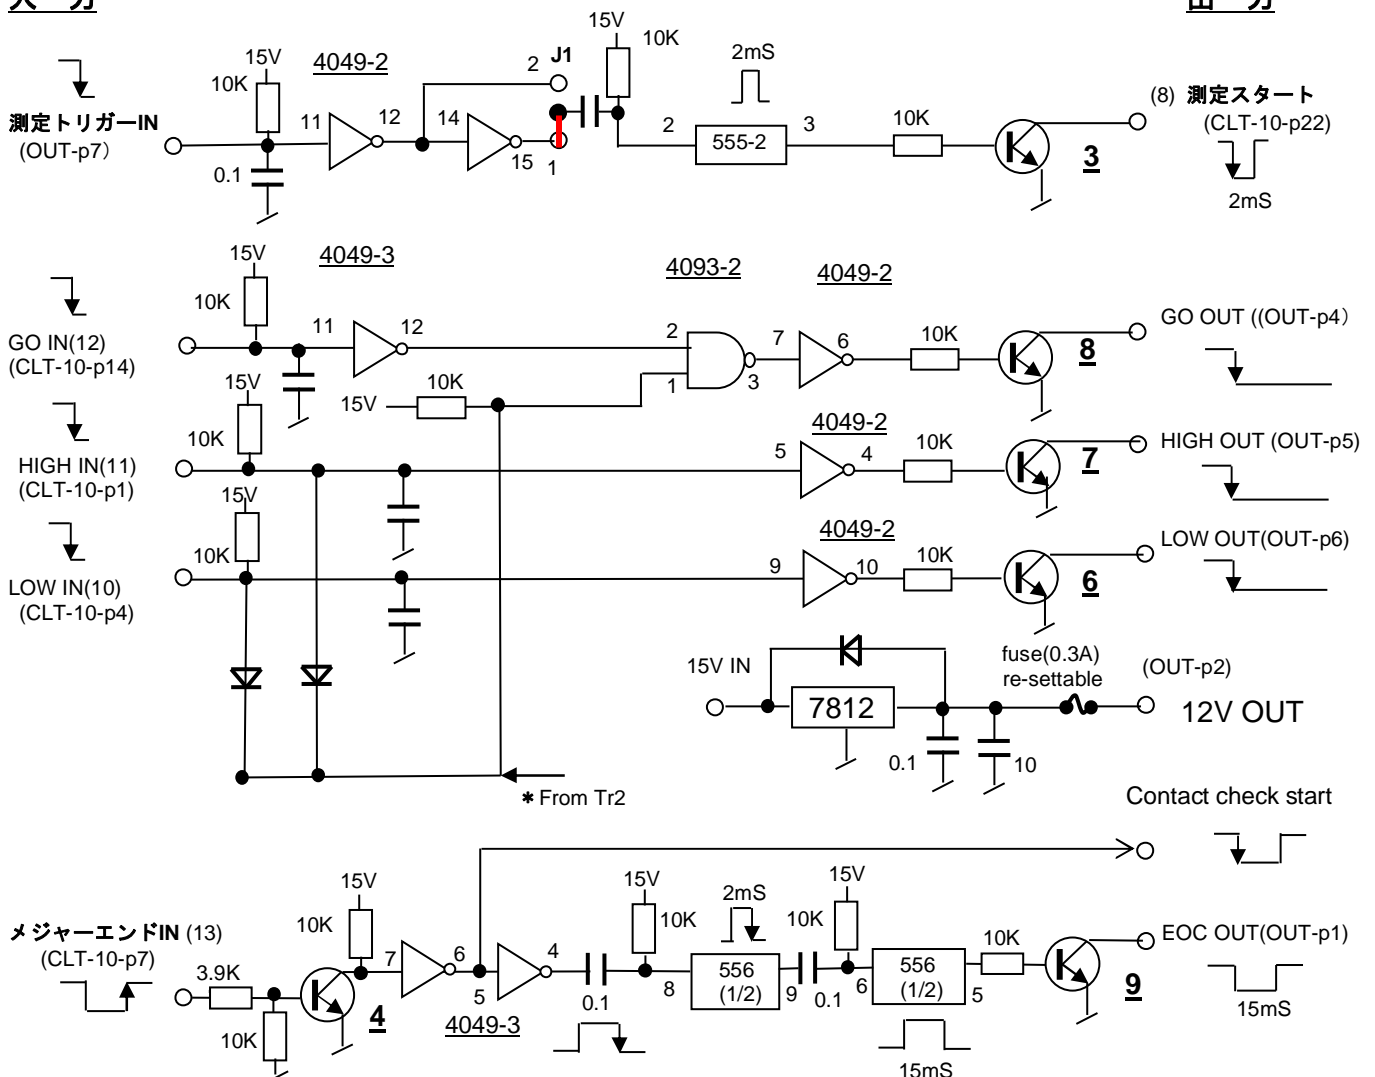 入　力
出　力
15V
15V
10K
4049-2
2
J1
10K
2mS
(8) 測定スタート
(CLT-10-p22)
測定トリガーIN
(OUT-p7)
11
12
14
15
1
2
555-2
3
10K
3
0.1
2mS
15V
4049-3
4093-2
4049-2
10K
GO IN(12)
(CLT-10-p14)
11
12
2
1
3
7
6
10K
8
GO OUT ((OUT-p4)
15V
15V
10K
10K
HIGH IN(11)
(CLT-10-p1)
4049-2
5
4
10K
7
HIGH OUT (OUT-p5)
15V
10K
LOW IN(10)
(CLT-10-p4)
4049-2
9
10
10K
6
LOW OUT(OUT-p6)
15V IN
7812
fuse(0.3A)
re-settable
(OUT-p2)
12V OUT
0.1
10
＊From Tr2
Contact check start
メジャーエンドIN (13)
(CLT-10-p7)
3.9K
10K
15V
10K
4
7
6
5
4
4049-3
0.1
15V
10K
8
2mS
556
(1/2)
9
0.1
15V
10K
6
556
(1/2)
5
15mS
10K
9
EOC OUT(OUT-p1)
15mS